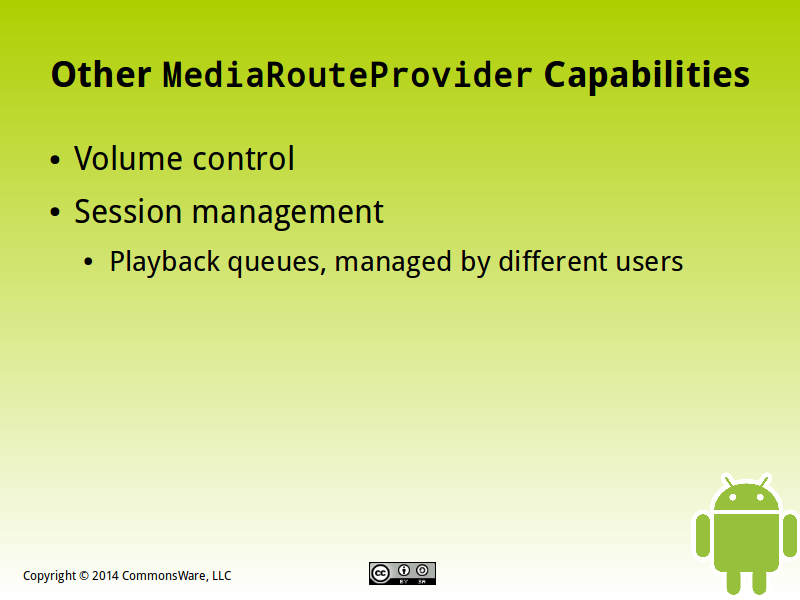 Other MediaRouteProvider Capabilities
• Volume control
• Session management
• Playback queues, managed by different users
Copyright © 2014 CommonsWare, LLC
cc BY SA